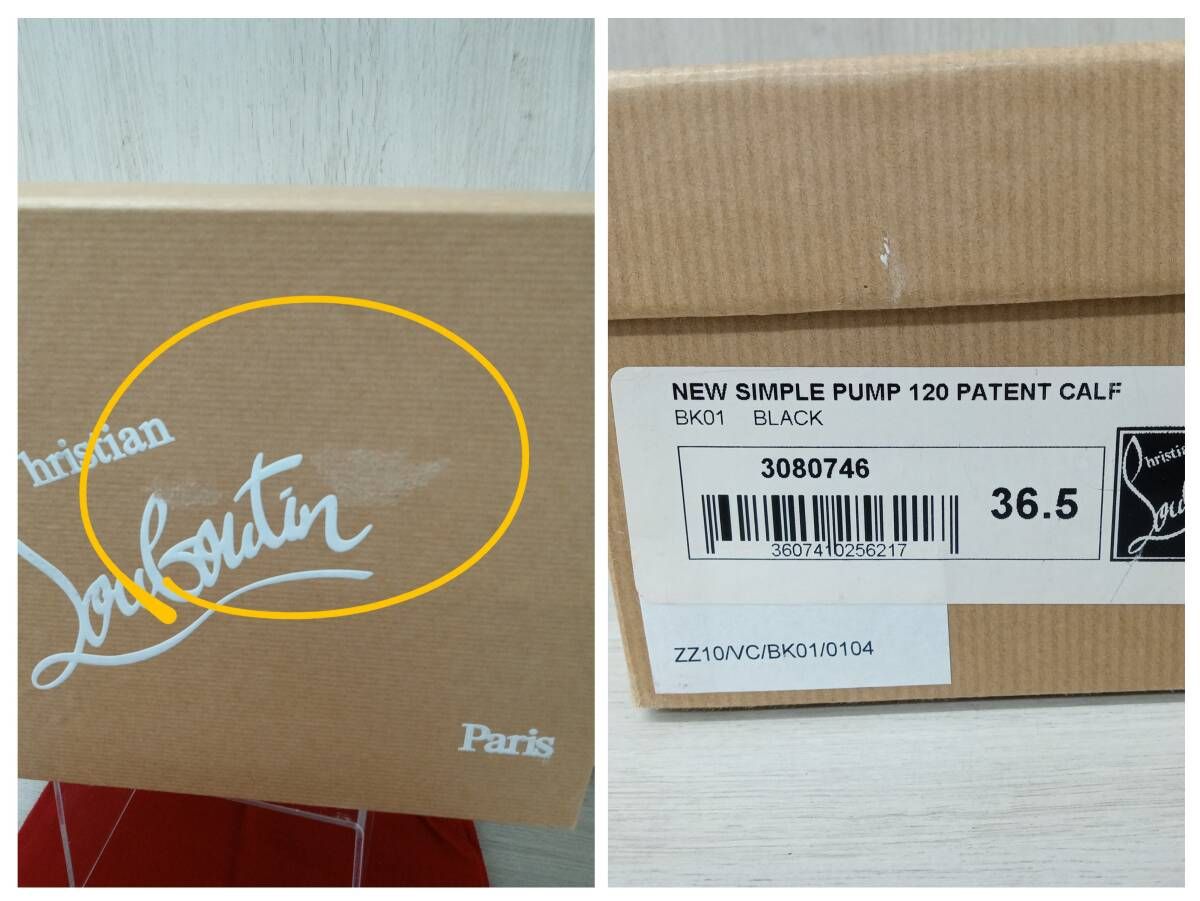 hristian
Louboutin
Paris
NEW SIMPLE PUMP 120 PATENT CALF
BK01 BLACK
3080746
36.5
3607410256217
hristia
Lou
ZZ10/VC/BK01/0104